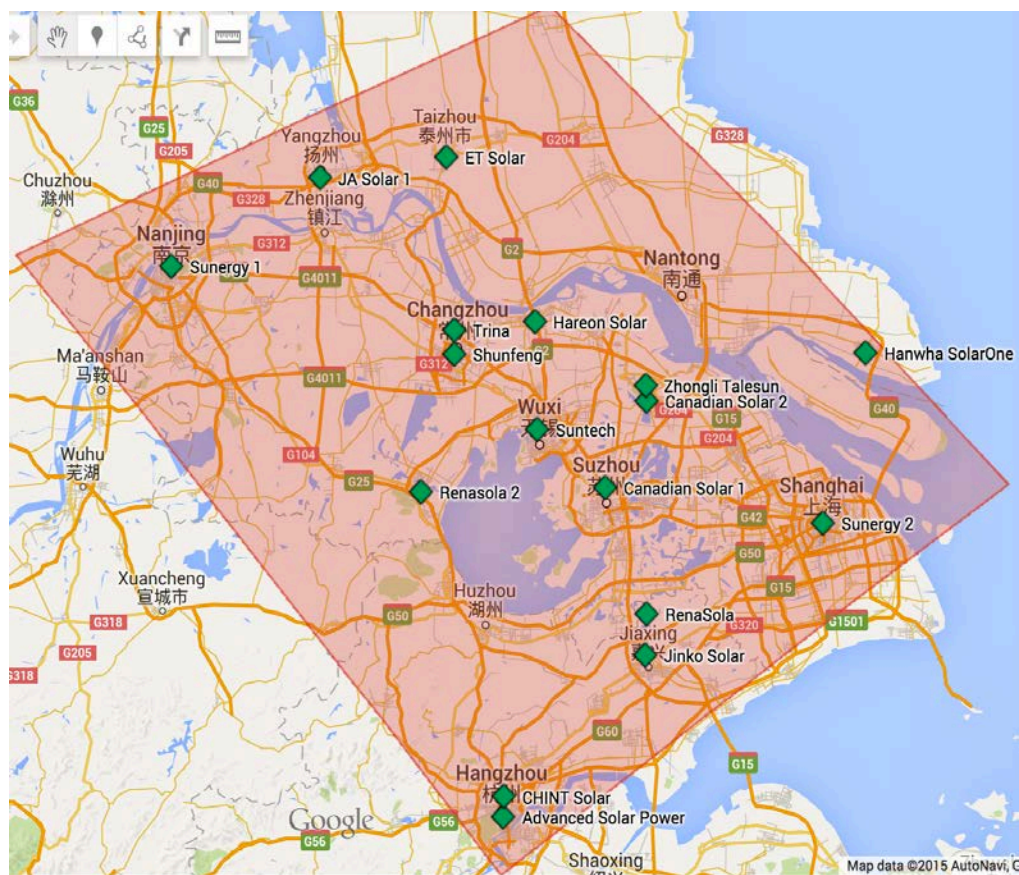 G36
G25
G205
Taizhou
泰州市
G204
G328
Yangzhou
扬州
ET Solar
JA Solar 1
Chuzhou
滁州
G40
G328
Zhenjiang
镇江
Nanjing
南京
G312
G2
Nantong
南通
Sunergy 1
G4011
Changzhou
Trina
Hareon Solar
G2
Ma'anshan
马鞍山
G312
Shunfeng
Hanwha SolarOne
G4011
Zhongli Talesun
Canadian Solar 2
G204
G15
G40
Wuxi
Suntech
G204
Wuhu
芜湖
G104
G25
Suzhou
Renasola 2
Canadian Solar 1
Shanghai
上海
G42
Sunergy 2
G50
Xuancheng
宣城市
G15
Huzhou
湖州
G50
G318
RenaSola
G320
G1501
Jiaxing
Jinko Solar
G205
G318
G60
G15
Hangzhou
CHINT Solar
Advanced Solar Power
Google
G56
G56
Shaoxing
Map data ©2015 AutoNavi, G